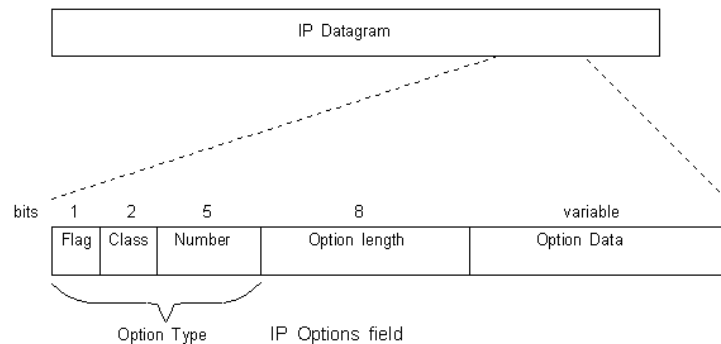 IP Datagram
bits 1 2 5 8 variable
Flag Class Number Option length Option Data
Option Type IP Options field